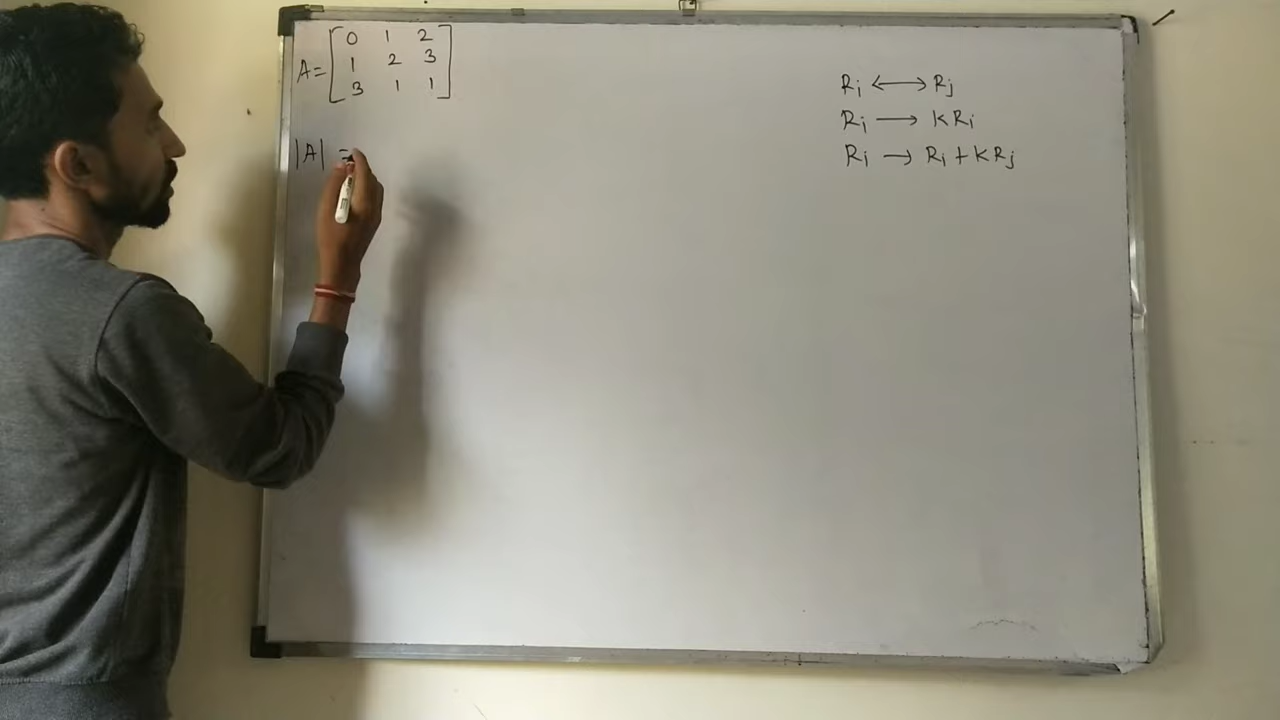 A = [ 0 1 2
1 2 3
3 1 1 ]
|A| =
Ri ⟷ Rj
Ri ⟶ KRi
Ri ⟶ Ri + KRj